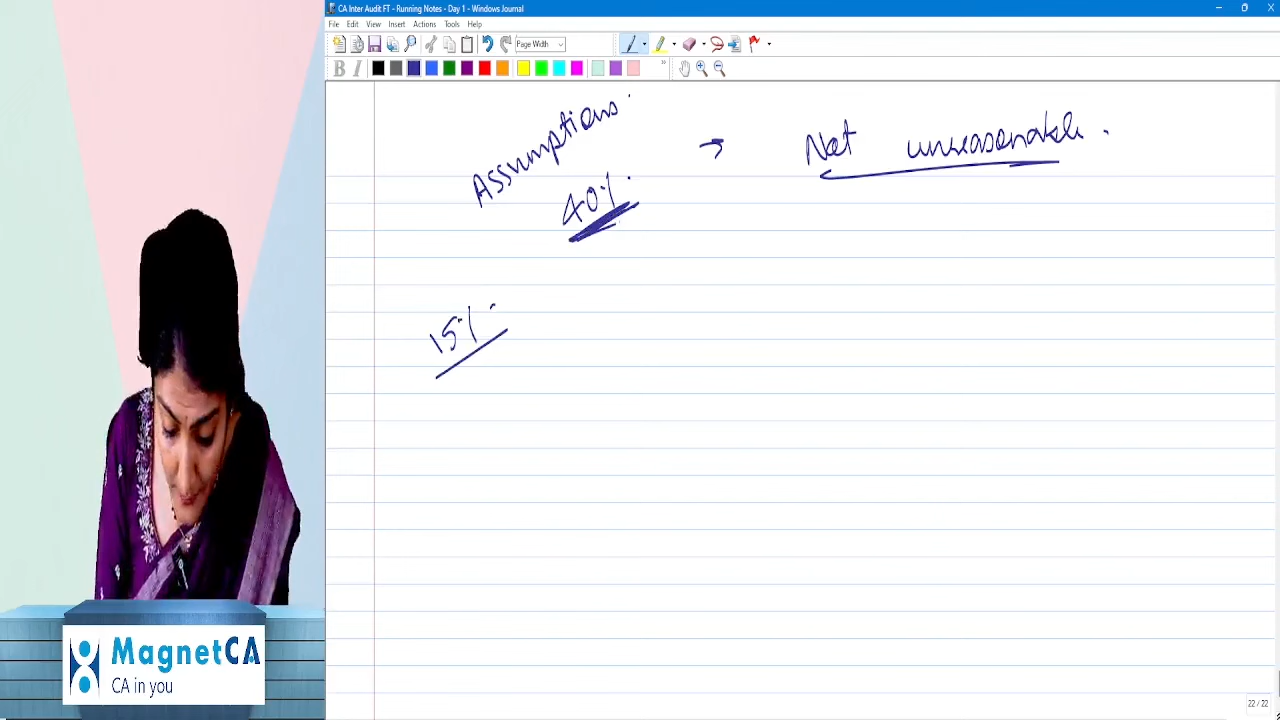 CA Inter Audit FT - Running Notes - Day 1 - Windows Journal
File Edit View Insert Actions Tools Help
Page Width
B I
Assumptions → Not unreasonable.
40%
15%
MagnetCA
CA in you
22 / 22